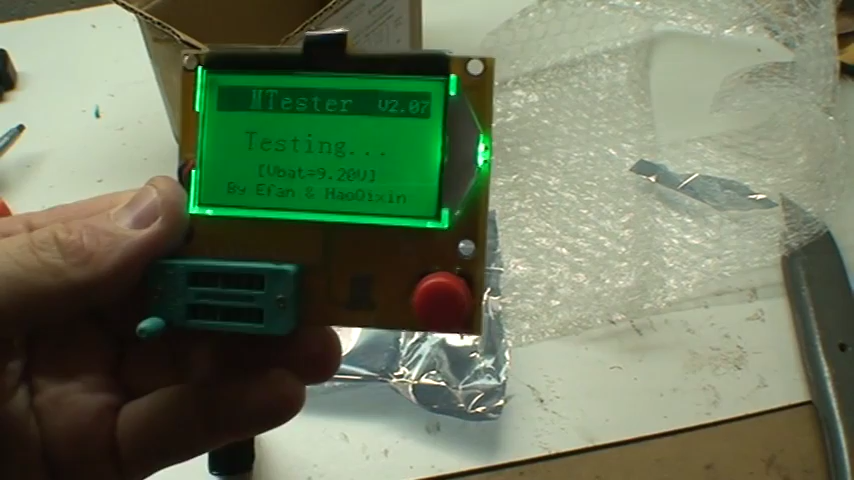 MTester v2.07
Testing...
[Vbat=9.20V]
By Efan & HaoQixin